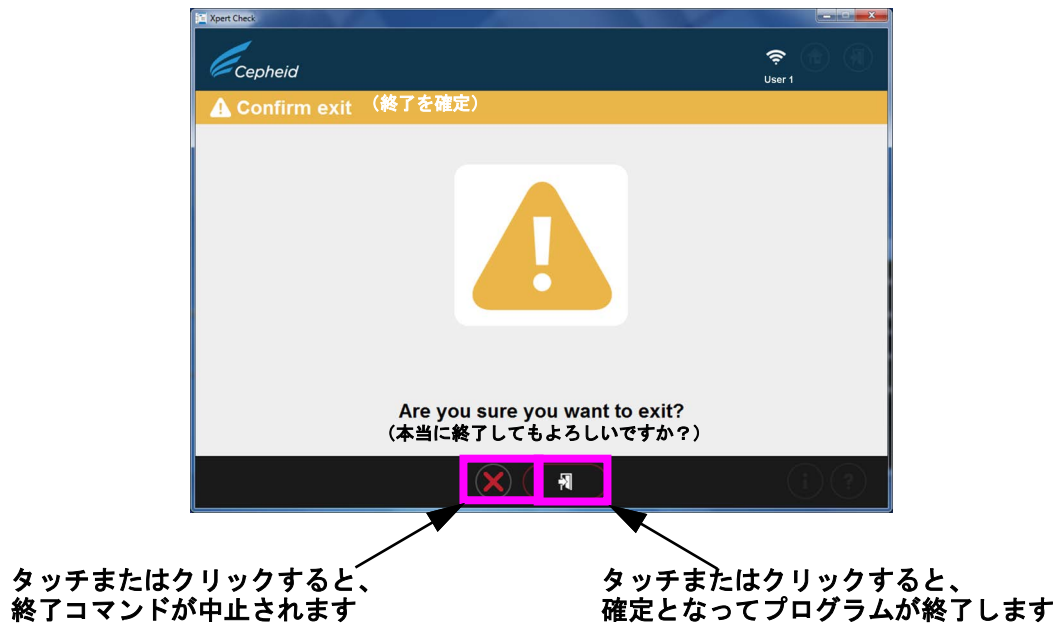 Xpert Check
Cepheid
User 1
Confirm exit （終了を確定）
Are you sure you want to exit?
（本当に終了してもよろしいですか？）
タッチまたはクリックすると、
終了コマンドが中止されます
タッチまたはクリックすると、
確定となってプログラムが終了します